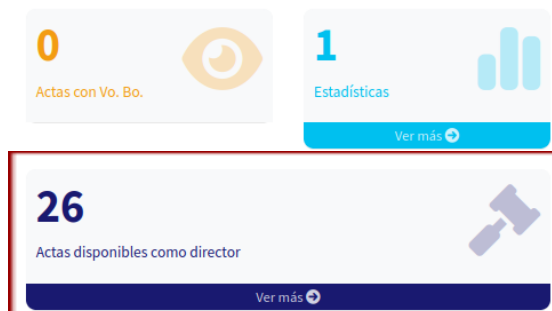 0
Actas con Vo. Bo.
1
Estadísticas
Ver más
26
Actas disponibles como director
Ver más